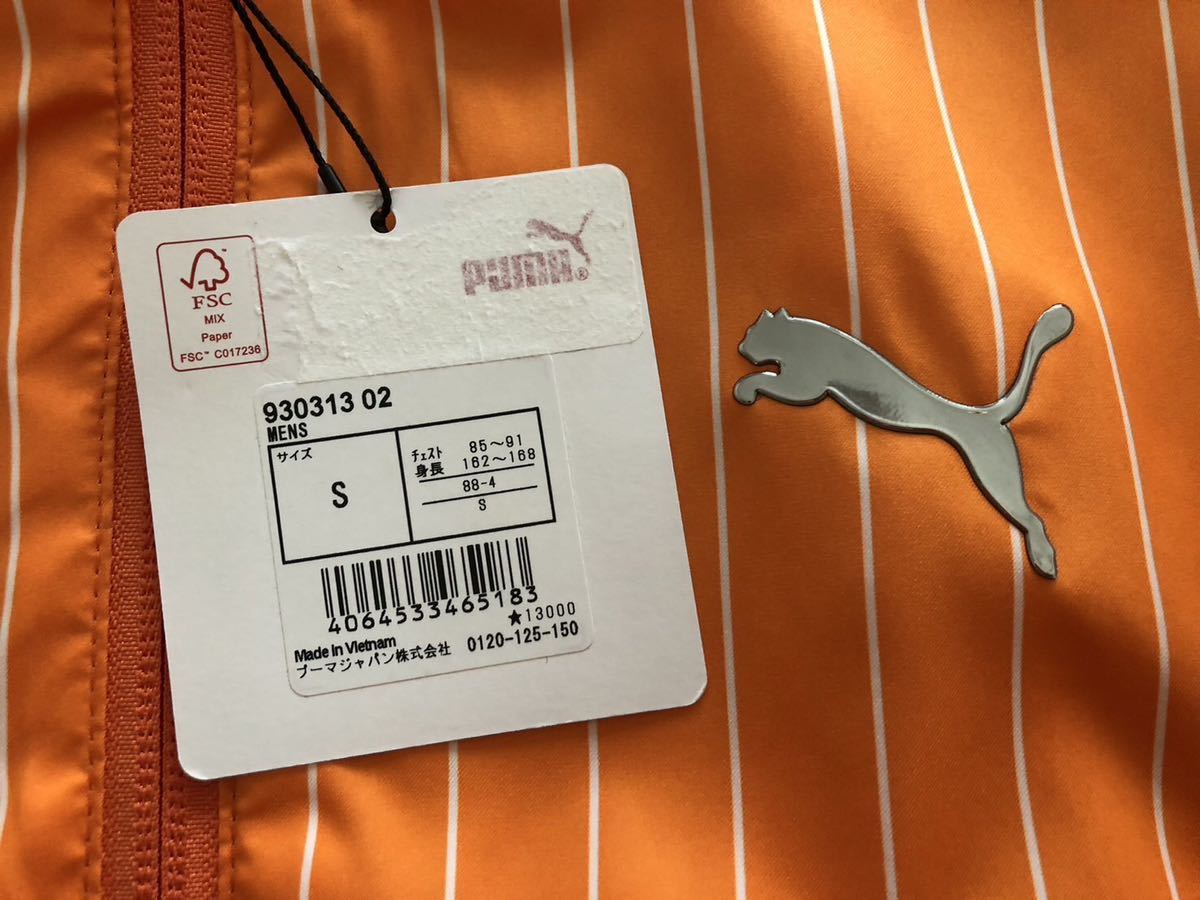 PUMA®
FSC™
MIX
Paper
FSC™ C017236
930313 02
MENS
サイズ
S
チェスト 85～91
身長 162～168
88-4
S
4064533465183
★13000
Made In Vietnam
プーマジャパン株式会社 0120-125-150